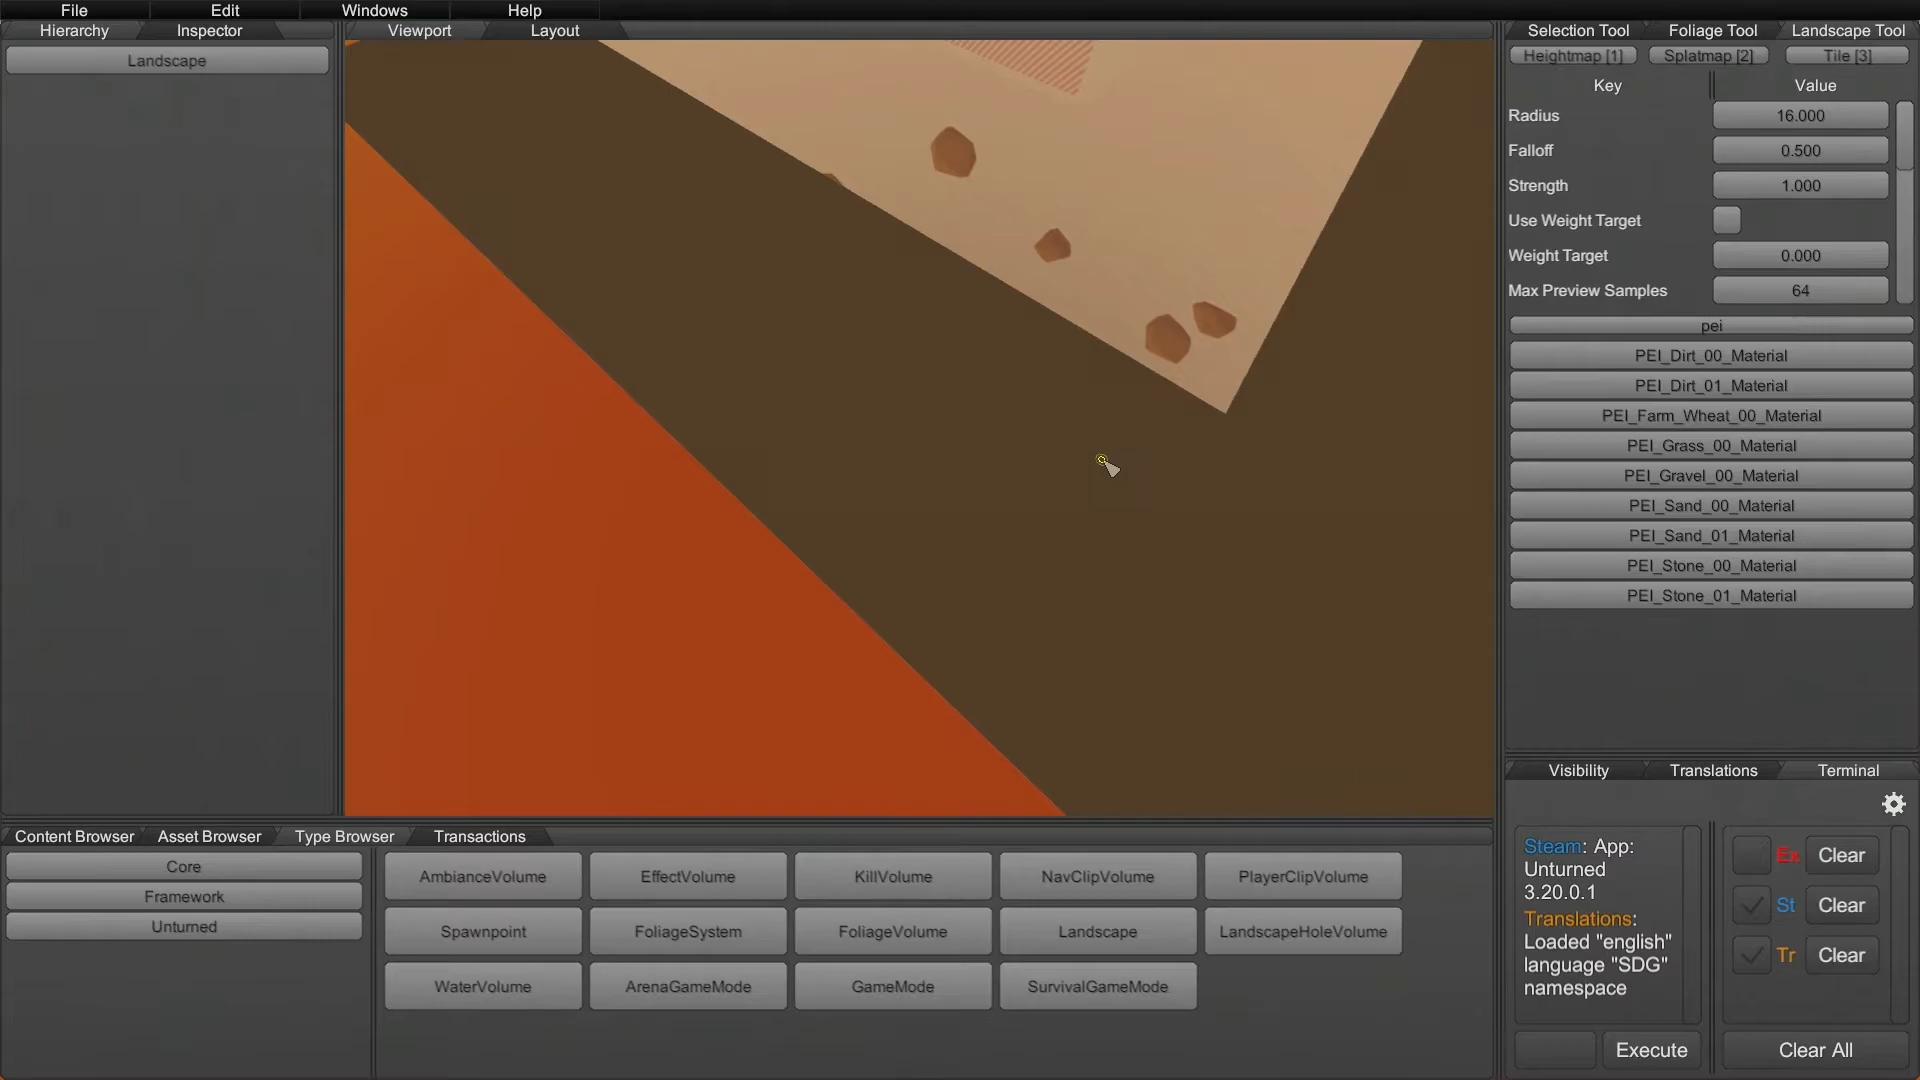 File Edit Windows Help
Hierarchy Inspector Viewport Layout Selection Tool Foliage Tool Landscape Tool
Landscape
Heightmap [1] Splatmap [2] Tile [3]
Key Value
Radius 16.000
Falloff 0.500
Strength 1.000
Use Weight Target
Weight Target 0.000
Max Preview Samples 64
pei
PEI_Dirt_00_Material
PEI_Dirt_01_Material
PEI_Farm_Wheat_00_Material
PEI_Grass_00_Material
PEI_Gravel_00_Material
PEI_Sand_00_Material
PEI_Sand_01_Material
PEI_Stone_00_Material
PEI_Stone_01_Material
Content Browser Asset Browser Type Browser Transactions
Core
Framework
Unturned
AmbianceVolume EffectVolume KillVolume NavClipVolume PlayerClipVolume
Spawnpoint FoliageSystem FoliageVolume Landscape LandscapeHoleVolume
WaterVolume ArenaGameMode GameMode SurvivalGameMode
Visibility Translations Terminal
Steam: App:
Unturned
3.20.0.1
Translations:
Loaded "english"
language "SDG"
namespace
Ex Clear
St Clear
Tr Clear
Execute Clear All